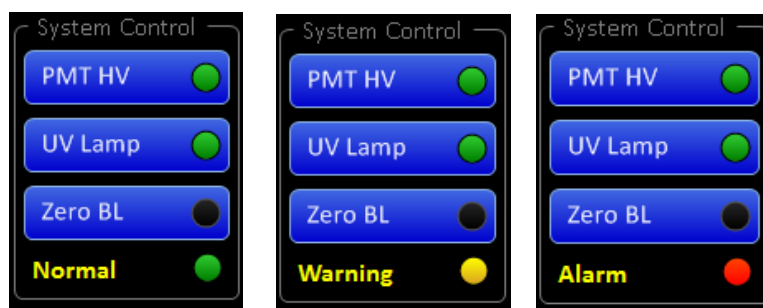 System Control
PMT HV
UV Lamp
Zero BL
Normal
System Control
PMT HV
UV Lamp
Zero BL
Warning
System Control
PMT HV
UV Lamp
Zero BL
Alarm